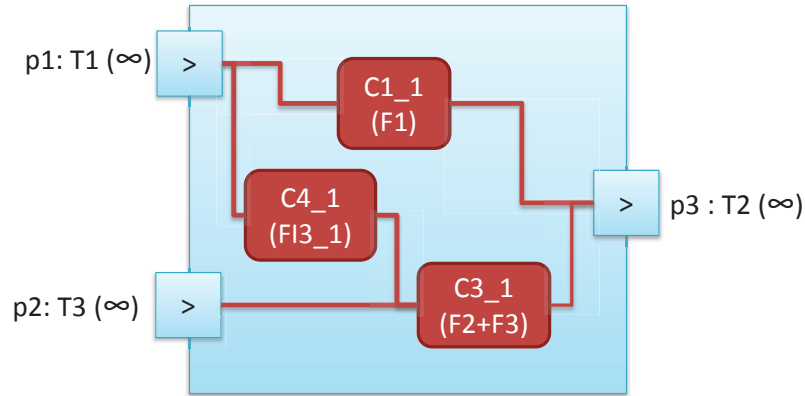 p1: T1 (∞)
>
C1_1
(F1)
C4_1
(FI3_1)
>
p3 : T2 (∞)
p2: T3 (∞)
>
C3_1
(F2+F3)